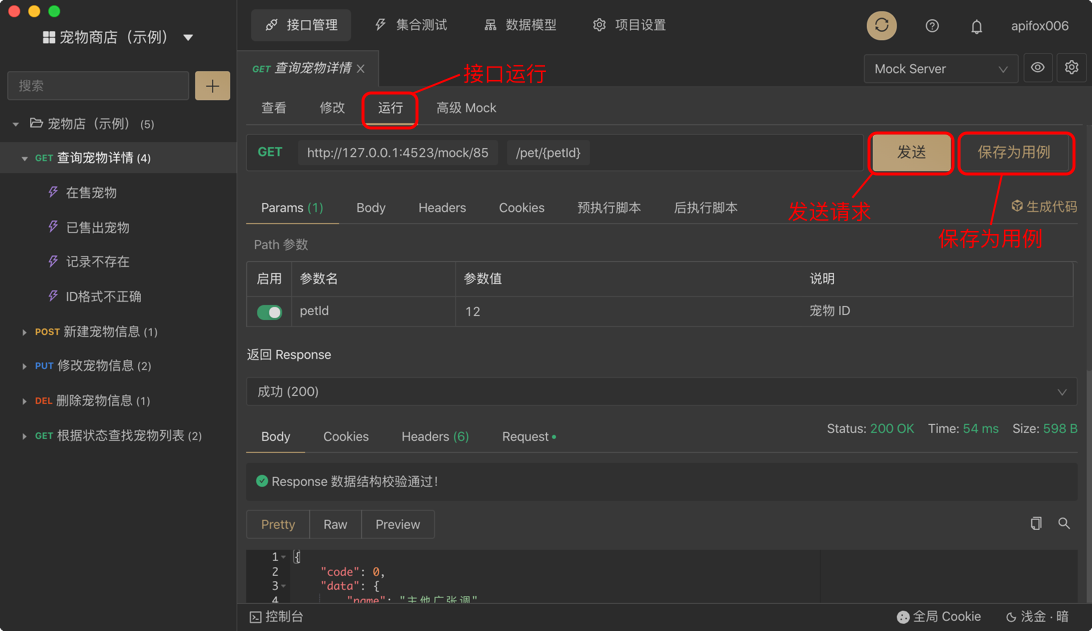 宠物商店（示例）
接口管理
集合测试
数据模型
项目设置
apifox006
搜索
GET 查询宠物详情
接口运行
Mock Server
查看
修改
运行
高级 Mock
宠物店（示例） (5)
GET 查询宠物详情 (4)
在售宠物
已售出宠物
记录不存在
ID格式不正确
POST 新建宠物信息 (1)
PUT 修改宠物信息 (2)
DEL 删除宠物信息 (1)
GET 根据状态查找宠物列表 (2)
GET http://127.0.0.1:4523/mock/85 /pet/{petId}
发送
保存为用例
Params (1)
Body
Headers
Cookies
预执行脚本
后执行脚本
发送请求
生成代码
保存为用例
Path 参数
启用 参数名 参数值 说明
petId 12 宠物 ID
返回 Response
成功 (200)
Body
Cookies
Headers (6)
Request
Status: 200 OK Time: 54 ms Size: 598 B
Response 数据结构校验通过！
Pretty
Raw
Preview
1 {
2 "code": 0,
3 "data": {
4 "name": "主他广张调"
控制台
全局 Cookie
浅金 · 暗